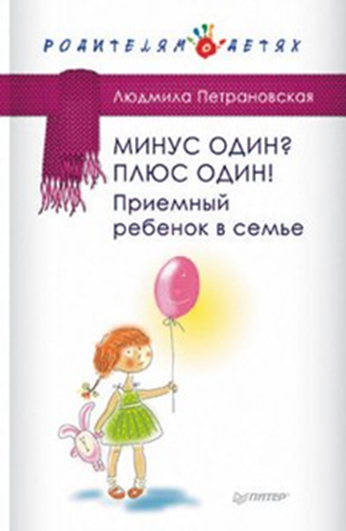 РОДИТЕЛЯМ О ДЕТЯХ
Людмила Петрановская
МИНУС ОДИН?
ПЛЮС ОДИН!
Приемный
ребенок в семье
ПИТЕР